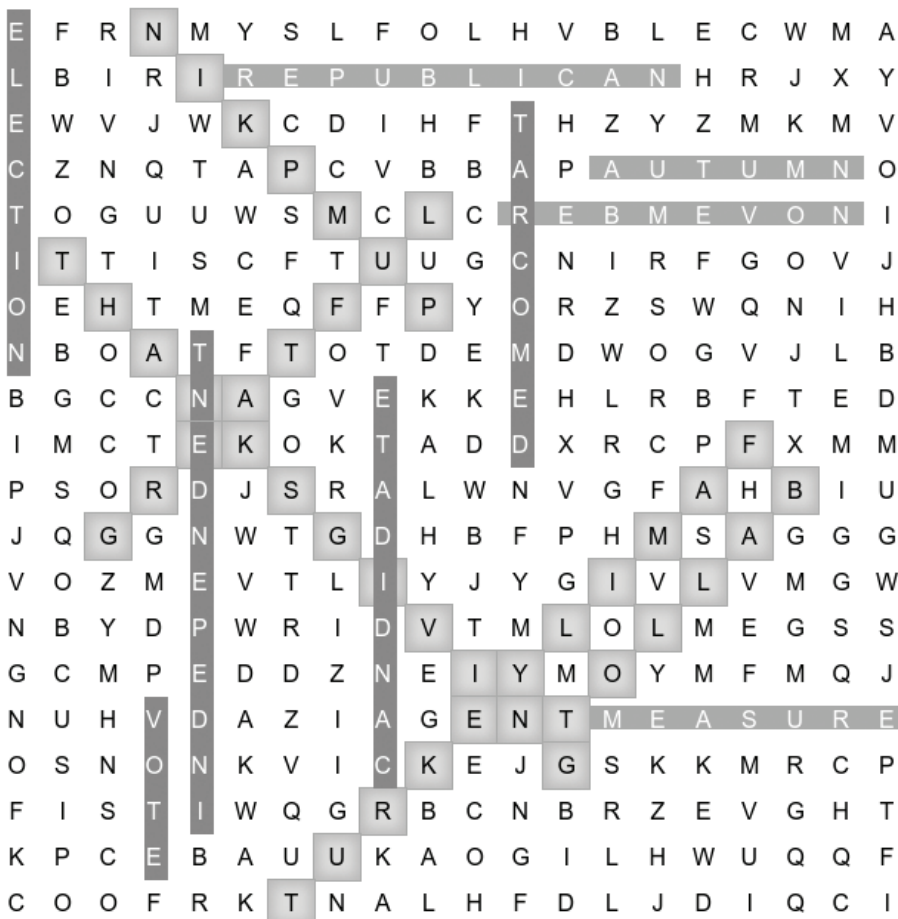 E F R N M Y S L F O L H V B L E C W M A
L B I R I R E P U B L I C A N H R J X Y
E W V J W K C D I H F T H Z Y Z M K M V
C Z N Q T A P C V B B A P A U T U M N O
T O G U U W S M C L C R E B M E V O N I
I T T I S C F T U U G C N I R F G O V J
O E H T M E Q F F P Y O R Z S W Q N I H
N B O A T F T O T D E M D W O G V J L B
B G C C N A G V E K K E H L R B F T E D
I M C T E K O K T A D D X R C P F X M M
P S O R D J S R A L W N V G F A H B I U
J Q G G N W T G D H B F P H M S A G G G
V O Z M E V T L I Y J Y G I V L V M G W
N B Y D P W R I D V T M L O L M E G S S
G C M P E D D Z N E I Y M O Y M F M Q J
N U H V D A Z I A G E N T M E A S U R E
O S N O N K V I C K E J G S K K M R C P
F I S T I W Q G R B C N B R Z E V G H T
K P C E B A U U K A O G I L H W U Q Q F
C O O F R K T N A L H F D L J D I Q C I